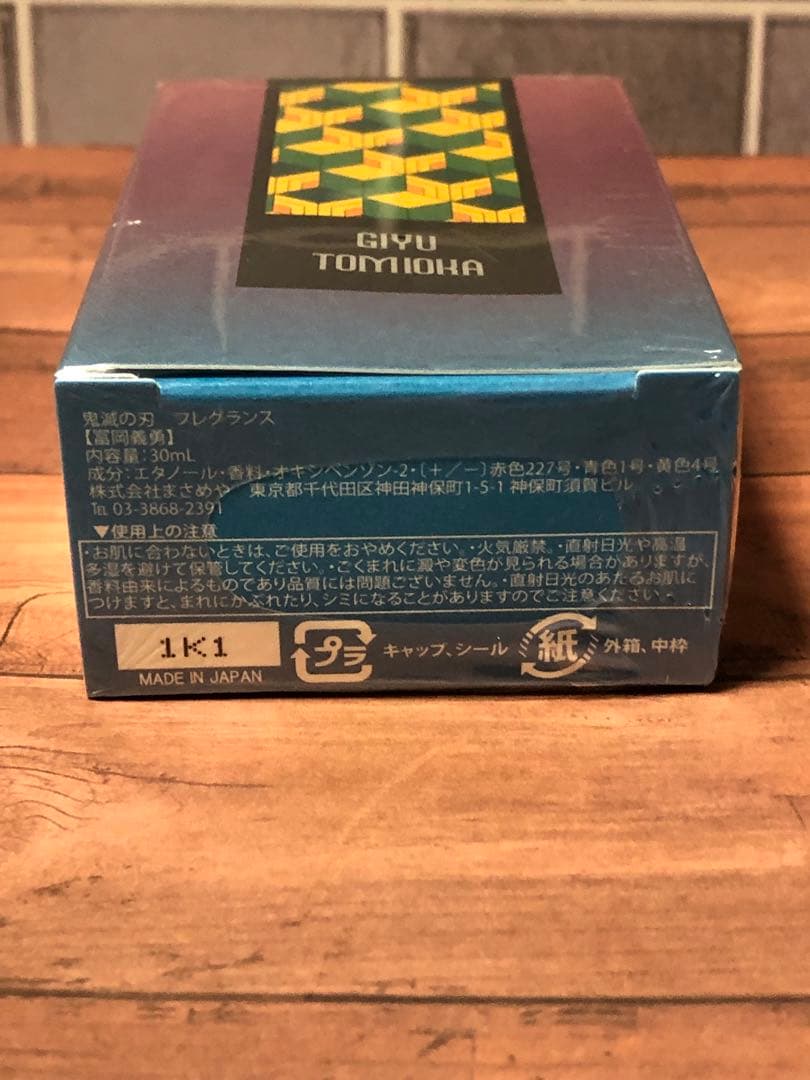 GIYU
TOMIOKA
鬼滅の刃 フレグランス
【冨岡義勇】
内容量:30mL
成分:エタノール・香料・オキシベンゾン-2・(+/-)赤色227号・青色1号・黄色4号
株式会社まさめや 東京都千代田区神田神保町1-5-1 神保町須賀ビル
TEL 03-3868-2391
▼使用上の注意
・お肌に合わないときは、ご使用をおやめください。・火気厳禁。・直射日光や高温
多湿を避けて保管してください。・ごくまれに澱や変色が見られる場合がありますが、
香料由来によるものであり品質には問題ございません。・直射日光のあたるお肌に
つけますと、まれにかぶれたり、シミになることがありますのでご注意ください。
1K1
MADE IN JAPAN
プラ キャップ、シール
紙 外箱、中枠